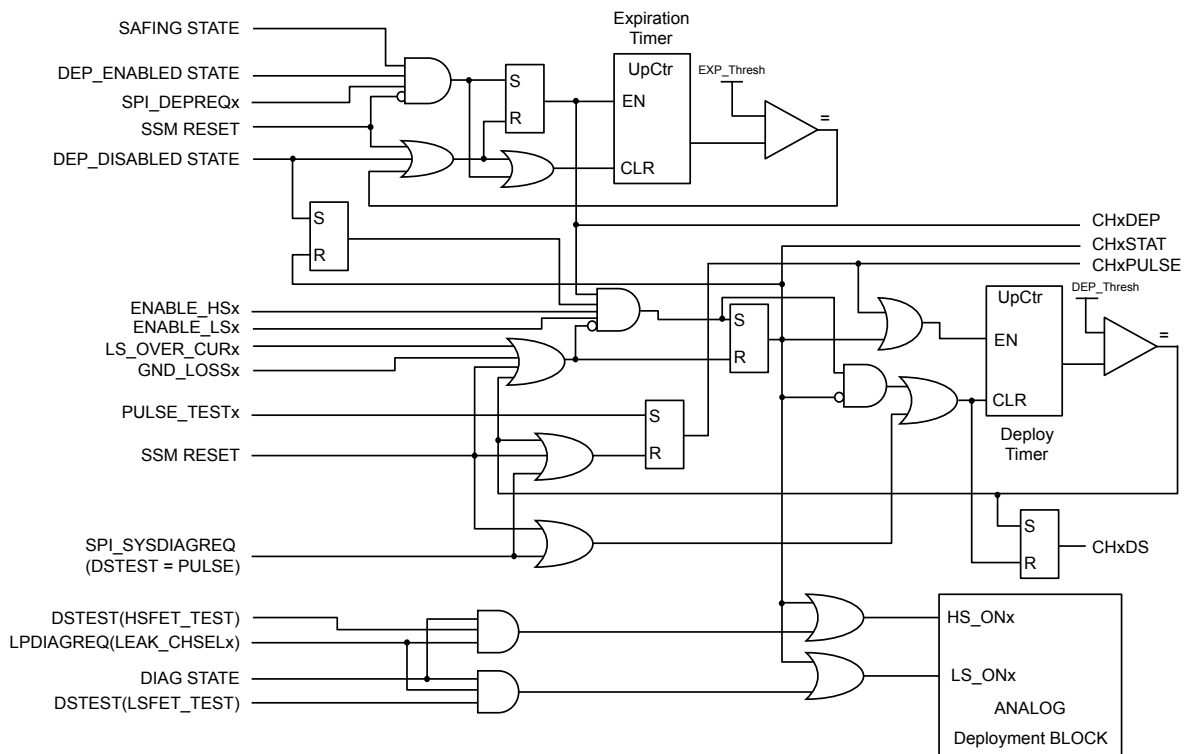 Expiration
Timer
SAFING STATE
DEP_ENABLED STATE
SPI_DEPREQx
SSM RESET
DEP_DISABLED STATE
S
R
UpCtr
EN
CLR
EXP_Thresh
=
S
R
CHxDEP
CHxSTAT
CHxPULSE
ENABLE_HSx
ENABLE_LSx
LS_OVER_CURx
GND_LOSSx
S
R
UpCtr
EN
CLR
DEP_Thresh
=
Deploy
Timer
PULSE_TESTx
SSM RESET
S
R
SPI_SYSDIAGREQ
(DSTEST = PULSE)
S
R
CHxDS
DSTEST(HSFET_TEST)
LPDIAGREQ(LEAK_CHSELx)
DIAG STATE
DSTEST(LSFET_TEST)
HS_ONx
LS_ONx
ANALOG
Deployment BLOCK